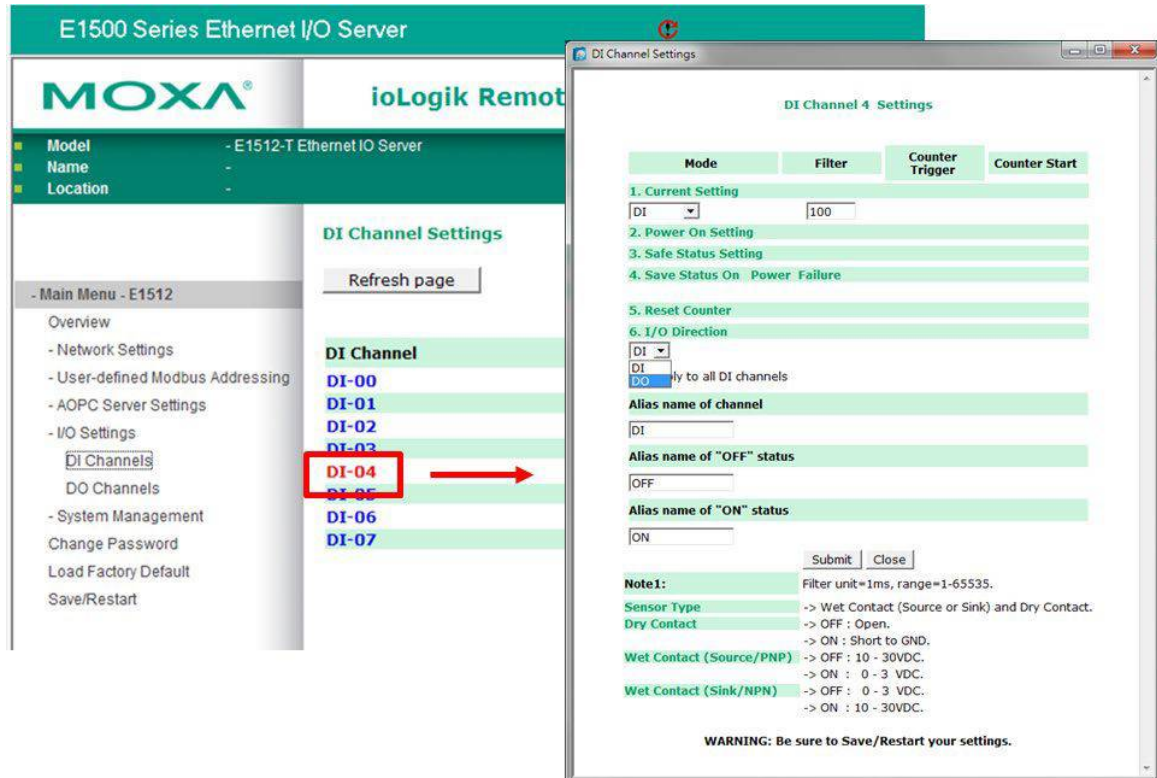 E1500 Series Ethernet I/O Server
MOXA®
ioLogik Remot
Model - E1512-T Ethernet IO Server
Name -
Location -
- Main Menu - E1512
Overview
- Network Settings
- User-defined Modbus Addressing
- AOPC Server Settings
- I/O Settings
DI Channels
DO Channels
- System Management
Change Password
Load Factory Default
Save/Restart
DI Channel Settings
Refresh page
DI Channel
DI-00
DI-01
DI-02
DI-03
DI-04
DI-05
DI-06
DI-07
DI Channel Settings
DI Channel 4 Settings
Mode Filter Counter Trigger Counter Start
1. Current Setting
DI 100
2. Power On Setting
3. Safe Status Setting
4. Save Status On Power Failure
5. Reset Counter
6. I/O Direction
DI
DI
DO ly to all DI channels
Alias name of channel
DI
Alias name of "OFF" status
OFF
Alias name of "ON" status
ON
Submit Close
Note1: Filter unit=1ms, range=1-65535.
Sensor Type -> Wet Contact (Source or Sink) and Dry Contact.
Dry Contact -> OFF : Open.
-> ON : Short to GND.
Wet Contact (Source/PNP) -> OFF : 10 - 30VDC.
-> ON : 0 - 3 VDC.
Wet Contact (Sink/NPN) -> OFF : 0 - 3 VDC.
-> ON : 10 - 30VDC.
WARNING: Be sure to Save/Restart your settings.